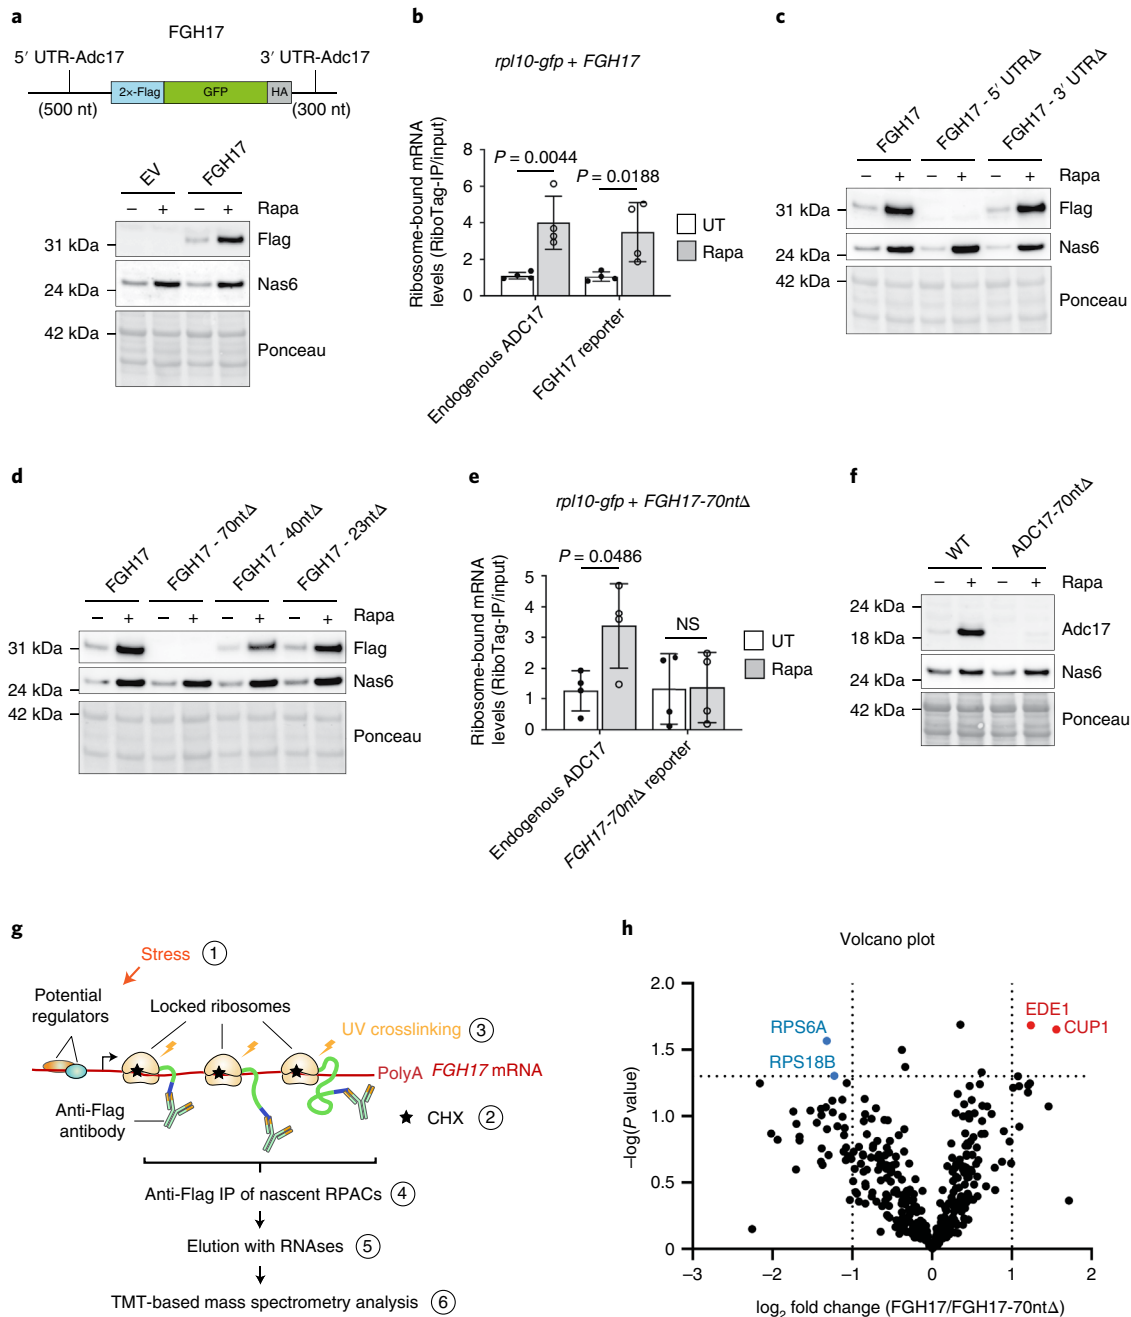 a
FGH17
5′ UTR-Adc17
3′ UTR-Adc17
2×-Flag
GFP
HA
(500 nt)
(300 nt)
EV
FGH17
– + – + Rapa
31 kDa
Flag
24 kDa
Nas6
42 kDa
Ponceau
b
rpl10-gfp + FGH17
Ribosome-bound mRNA
levels (RiboTag-IP/input)
8
6
4
2
0
P = 0.0044
P = 0.0188
UT
Rapa
Endogenous ADC17
FGH17 reporter
c
FGH17
FGH17 - 5′ UTRΔ
FGH17 - 3′ UTRΔ
– + – + – + Rapa
31 kDa
Flag
24 kDa
Nas6
42 kDa
Ponceau
d
FGH17
FGH17 - 70ntΔ
FGH17 - 40ntΔ
FGH17 - 23ntΔ
– + – + – + – + Rapa
31 kDa
Flag
24 kDa
Nas6
42 kDa
Ponceau
e
rpl10-gfp + FGH17-70ntΔ
Ribosome-bound mRNA
levels (RiboTag-IP/input)
5
4
3
2
1
0
P = 0.0486
NS
UT
Rapa
Endogenous ADC17
FGH17-70ntΔ reporter
f
WT
ADC17-70ntΔ
– + – + Rapa
24 kDa
18 kDa
Adc17
24 kDa
Nas6
42 kDa
Ponceau
g
Stress 1
Potential
regulators
Locked ribosomes
UV crosslinking 3
PolyA FGH17 mRNA
Anti-Flag
antibody
CHX 2
Anti-Flag IP of nascent RPACs 4
Elution with RNAses 5
TMT-based mass spectrometry analysis 6
h
Volcano plot
–log(P value)
2.0
1.5
1.0
0.5
0
RPS6A
RPS18B
EDE1
CUP1
–3 –2 –1 0 1 2
log2 fold change (FGH17/FGH17-70ntΔ)